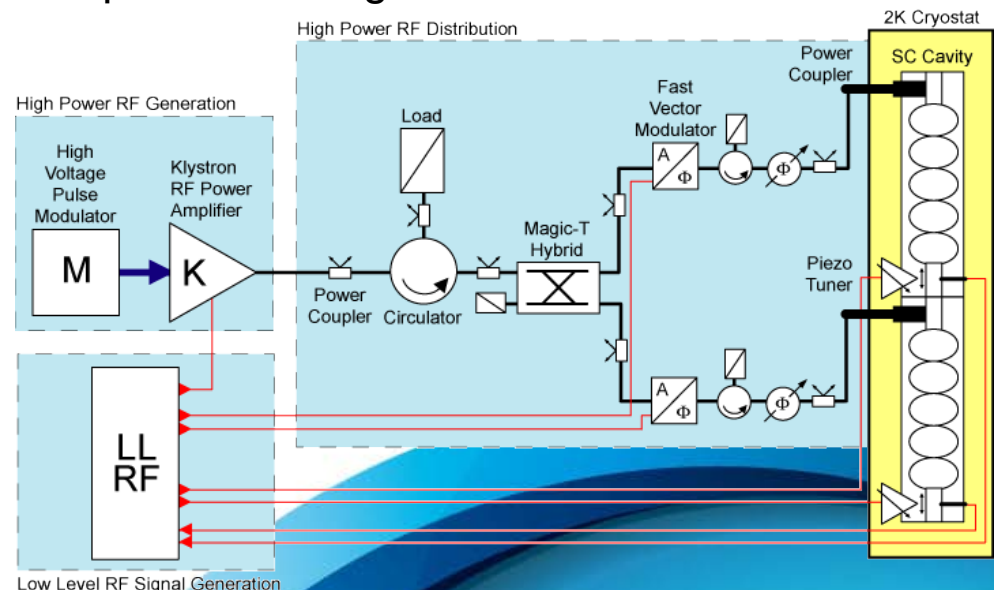 High Power RF Distribution
2K Cryostat
Power
Coupler
SC Cavity
High Power RF Generation
Load
Fast
Vector
Modulator
High
Voltage
Pulse
Modulator
Klystron
RF Power
Amplifier
A
Φ
Φ
M
K
Magic-T
Hybrid
Power
Coupler
Circulator
Piezo
Tuner
A
Φ
Φ
LL
RF
Low Level RF Signal Generation